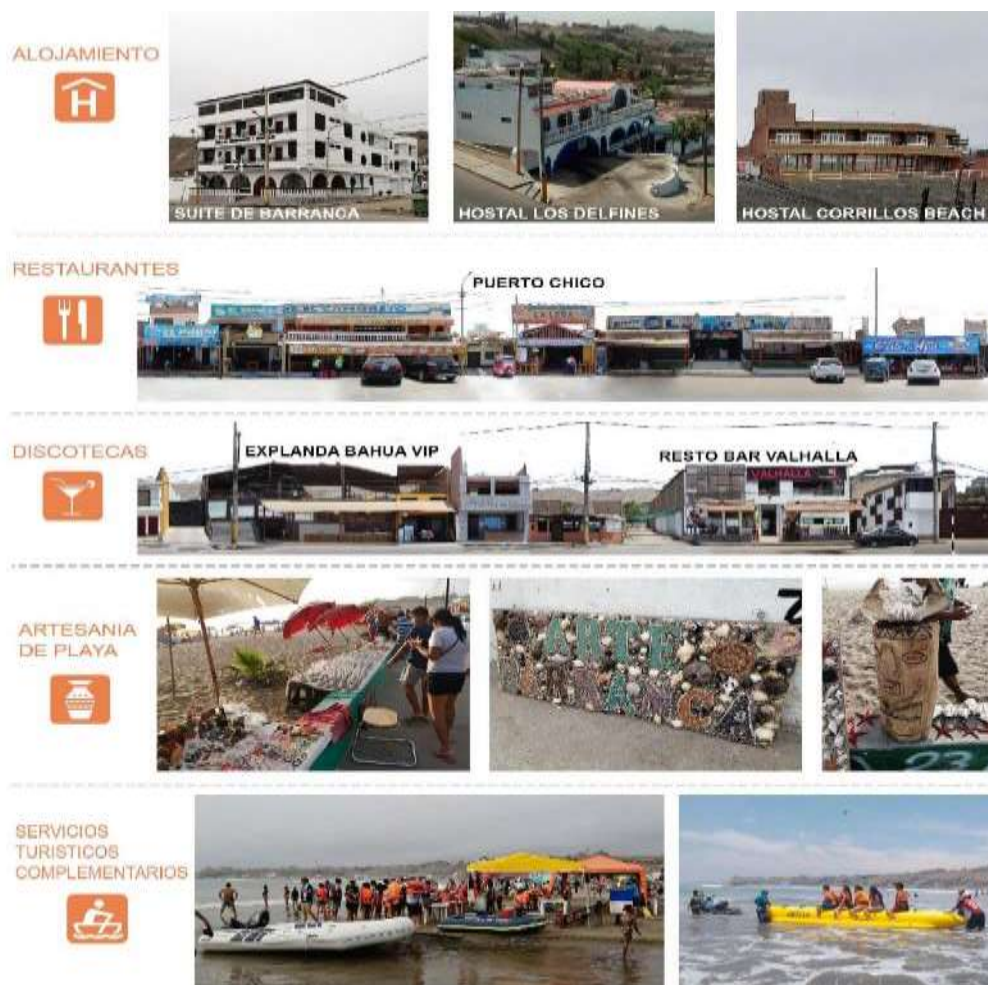 ALOJAMIENTO
H
SUITE DE BARRANCA
HOSTAL LOS DELFINES
HOSTAL CORRILLOS BEACH
RESTAURANTES
PUERTO CHICO
DISCOTECAS
EXPLANDA BAHUA VIP
RESTO BAR VALHALLA
VALHALLA
ARTESANIA
DE PLAYA
ARTE
BARRANCA
23
SERVICIOS
TURISTICOS
COMPLEMENTARIOS